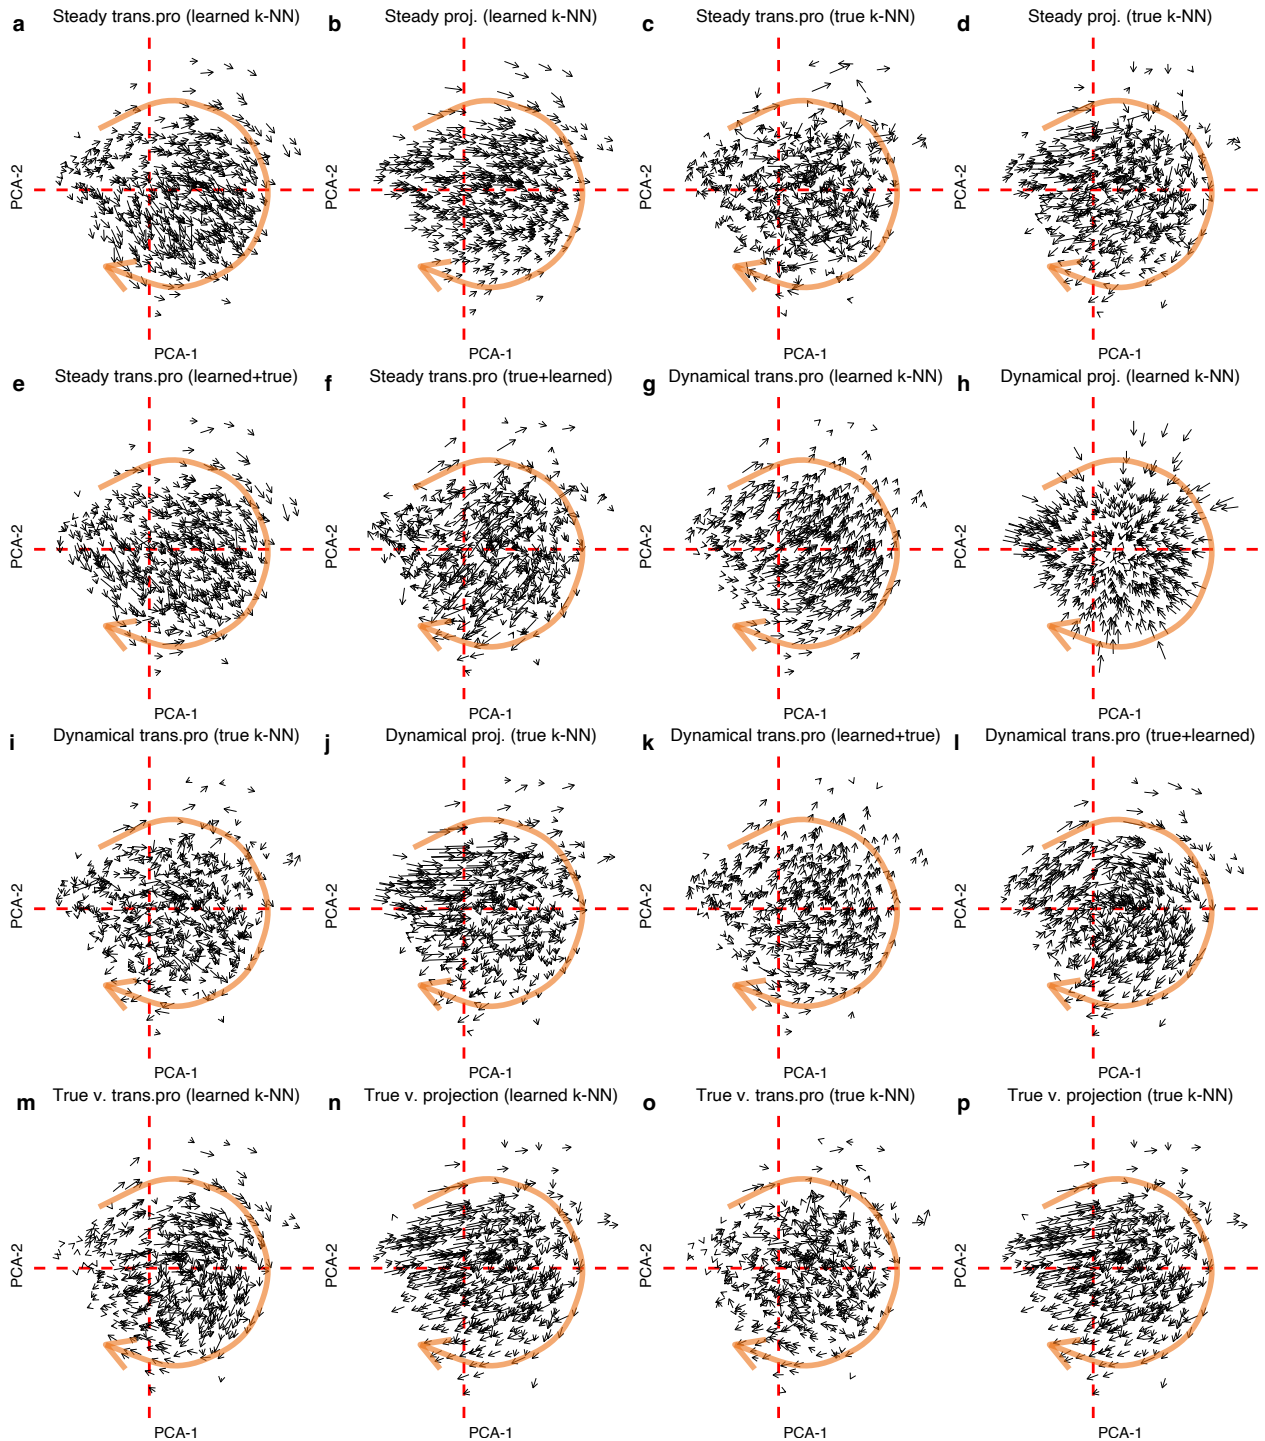 a Steady trans.pro (learned k-NN)
b Steady proj. (learned k-NN)
c Steady trans.pro (true k-NN)
d Steady proj. (true k-NN)
PCA-2 PCA-2 PCA-2 PCA-2
PCA-1 PCA-1 PCA-1 PCA-1
e Steady trans.pro (learned+true)
f Steady trans.pro (true+learned)
g Dynamical trans.pro (learned k-NN)
h Dynamical proj. (learned k-NN)
PCA-2 PCA-2 PCA-2 PCA-2
PCA-1 PCA-1 PCA-1 PCA-1
i Dynamical trans.pro (true k-NN)
j Dynamical proj. (true k-NN)
k Dynamical trans.pro (learned+true)
l Dynamical trans.pro (true+learned)
PCA-2 PCA-2 PCA-2 PCA-2
PCA-1 PCA-1 PCA-1 PCA-1
m True v. trans.pro (learned k-NN)
n True v. projection (learned k-NN)
o True v. trans.pro (true k-NN)
p True v. projection (true k-NN)
PCA-2 PCA-2 PCA-2 PCA-2
PCA-1 PCA-1 PCA-1 PCA-1